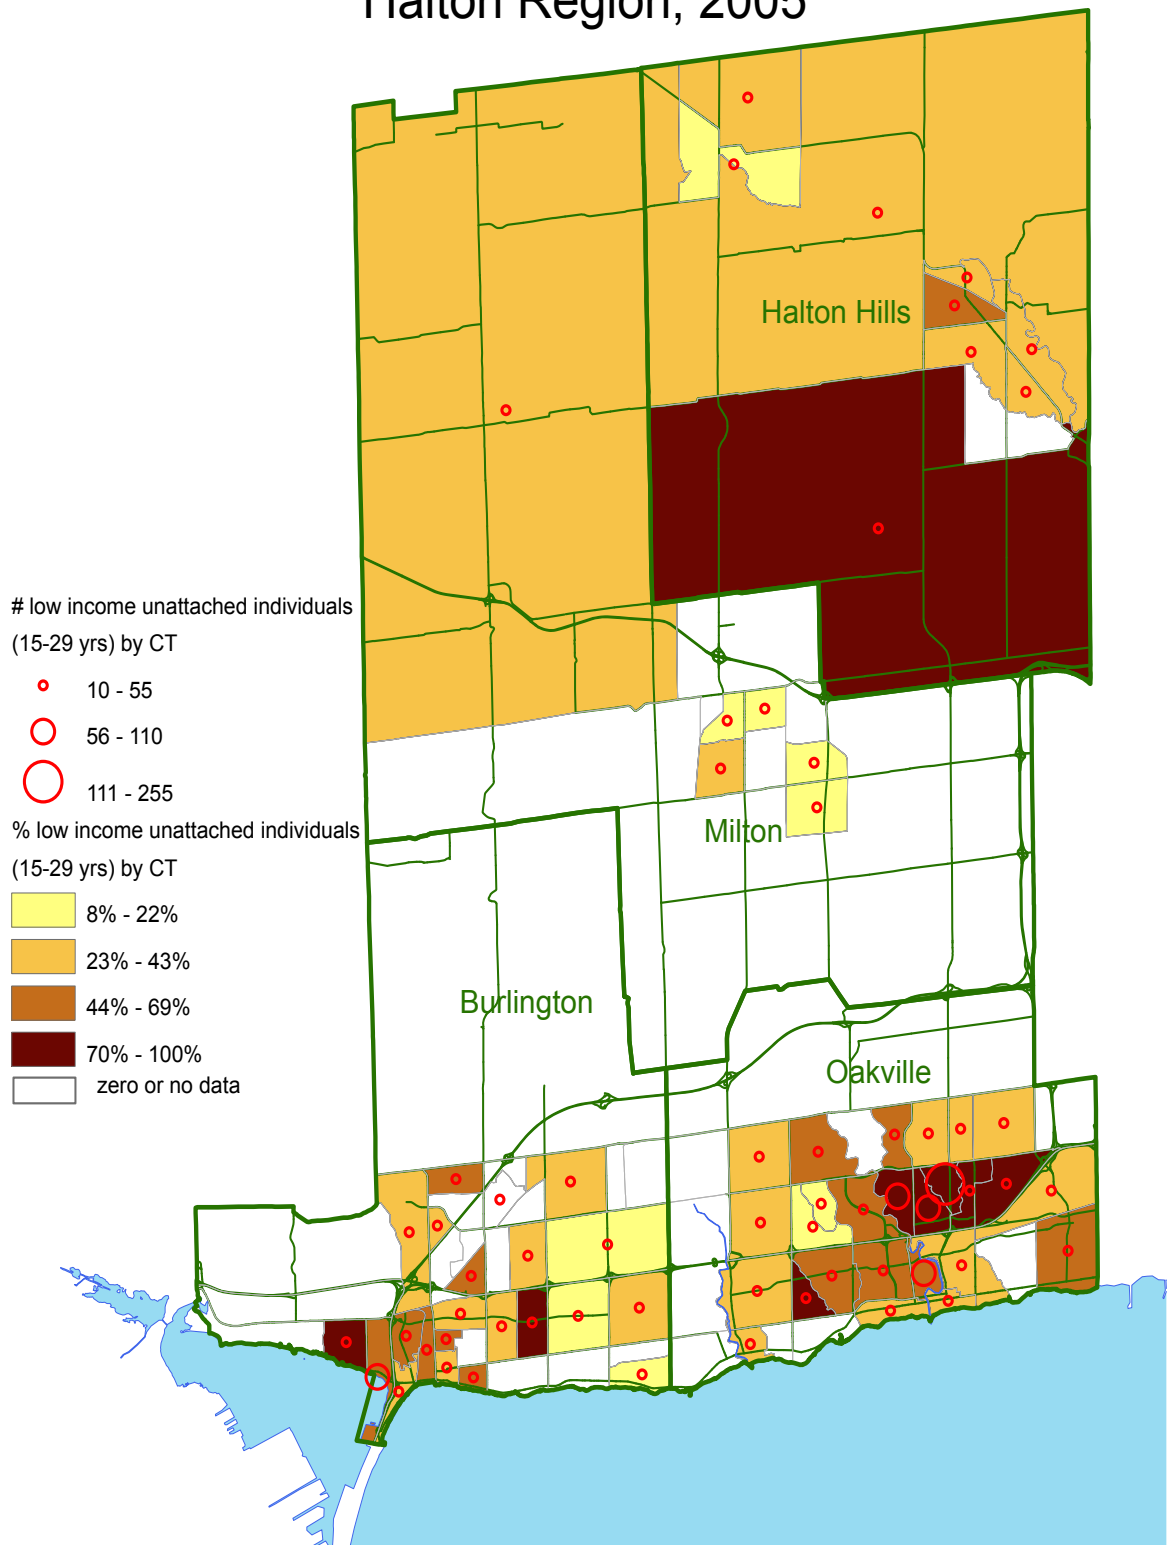 Halton Region, 2005
Halton Hills
# low income unattached individuals
(15-29 yrs) by CT
10 - 55
56 - 110
111 - 255
% low income unattached individuals
(15-29 yrs) by CT
8% - 22%
23% - 43%
44% - 69%
70% - 100%
zero or no data
Milton
Burlington
Oakville